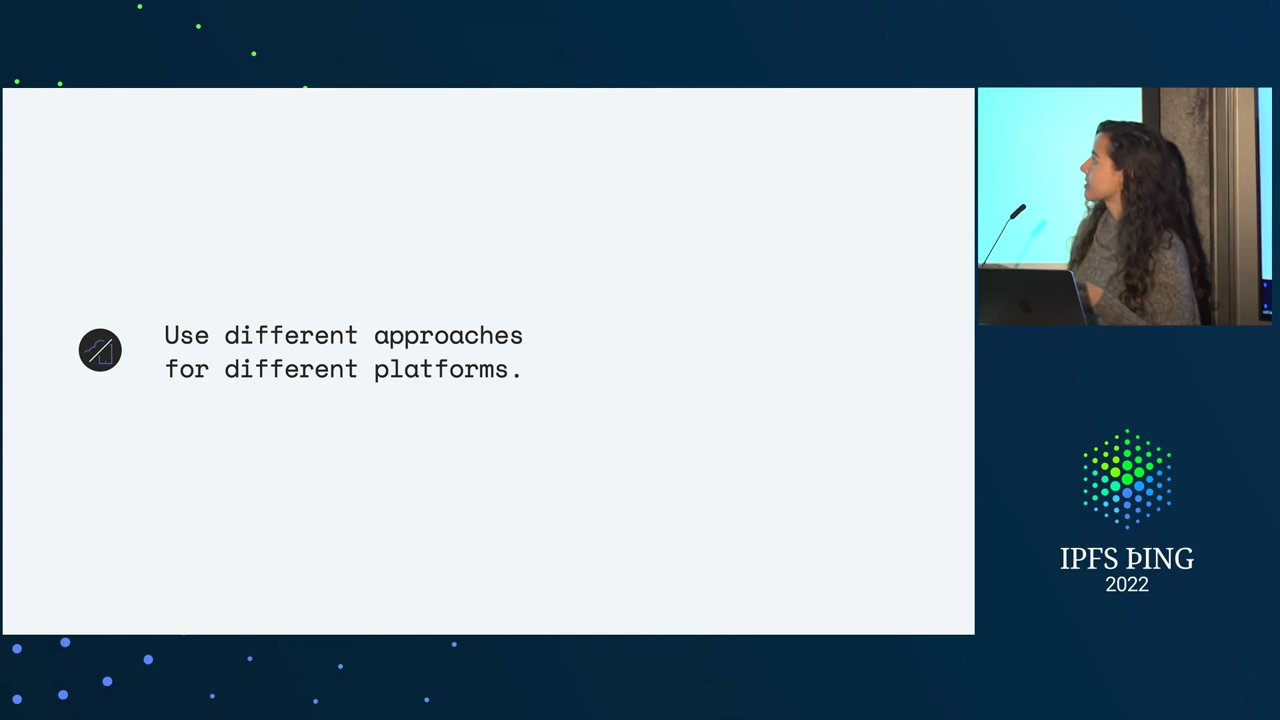 Use different approaches
for different platforms.
IPFS ÞING
2022